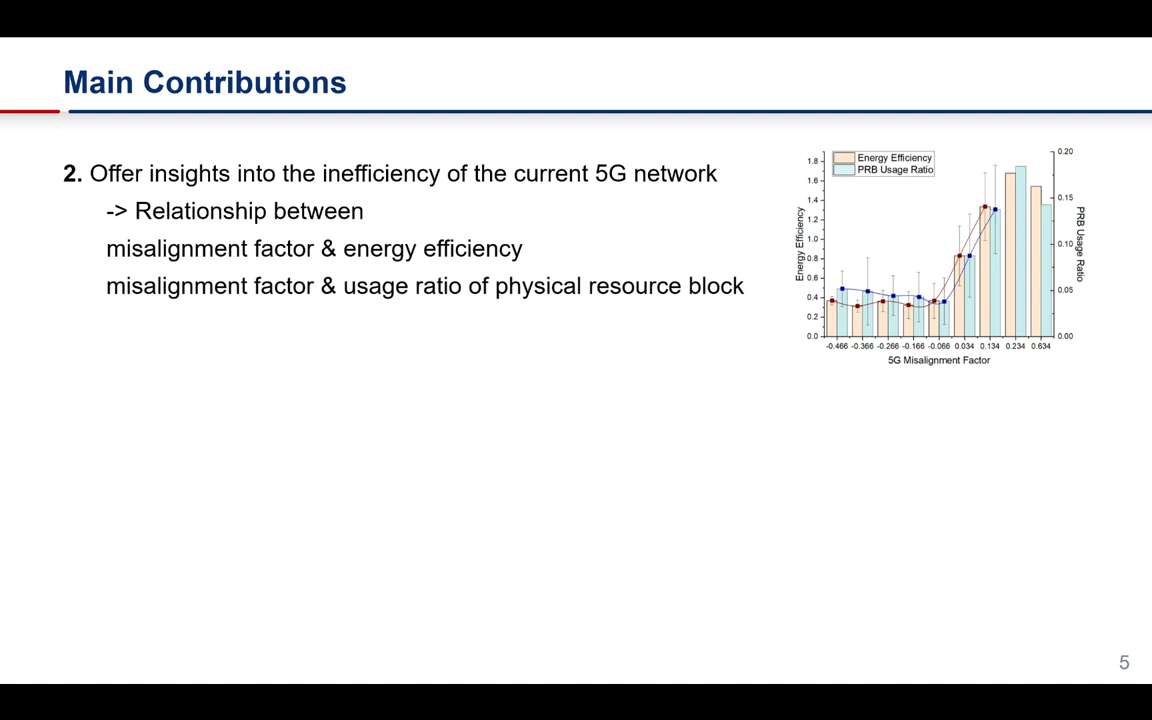 Main Contributions
2. Offer insights into the inefficiency of the current 5G network
-> Relationship between
misalignment factor & energy efficiency
misalignment factor & usage ratio of physical resource block
Energy Efficiency
PRB Usage Ratio
Energy Efficiency
1.8
1.6
1.4
1.2
1.0
0.8
0.6
0.4
0.2
0.0
0.20
0.15
0.10
0.05
0.00
PRB Usage Ratio
-0.466 -0.366 -0.266 -0.166 -0.066 0.034 0.134 0.234 0.634
5G Misalignment Factor
5